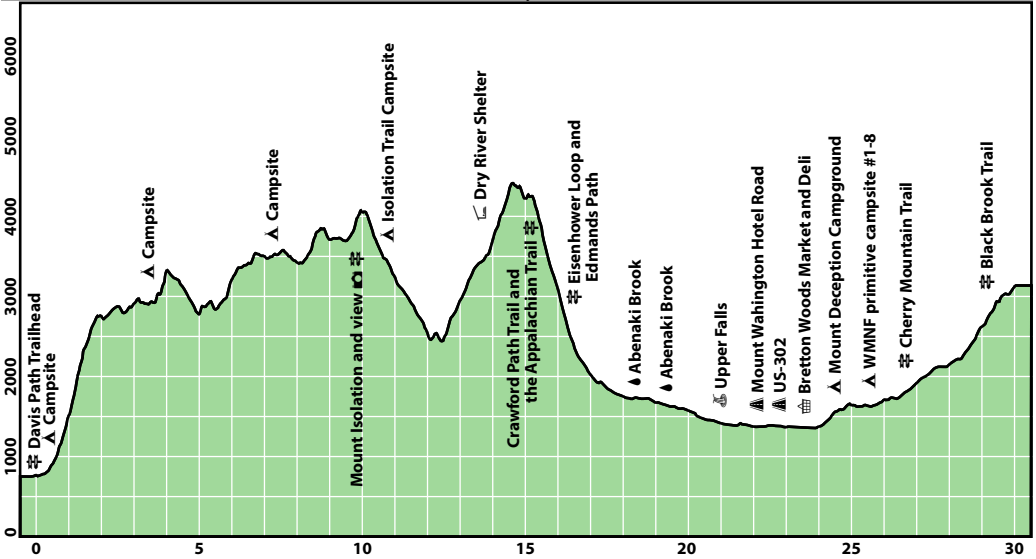 6000
5000
4000
3000
2000
1000
0
Davis Path Trailhead
Campsite
Campsite
Campsite
Mount Isolation and view
Isolation Trail Campsite
Dry River Shelter
Crawford Path Trail and
the Appalachian Trail
Eisenhower Loop and
Edmands Path
Abenaki Brook
Abenaki Brook
Upper Falls
Mount Wahington Hotel Road
US-302
Bretton Woods Market and Deli
Mount Deception Campground
WMNF primitive campsite #1-8
Cherry Mountain Trail
Black Brook Trail
0 5 10 15 20 25 30